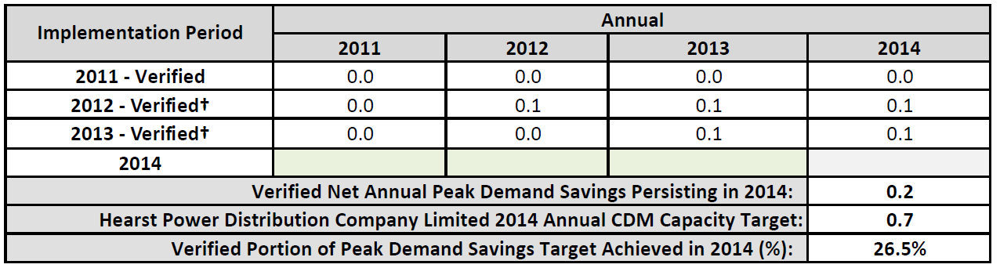 Implementation Period Annual
2011 2012 2013 2014
2011 - Verified 0.0 0.0 0.0 0.0
2012 - Verified† 0.0 0.1 0.1 0.1
2013 - Verified† 0.0 0.0 0.1 0.1
2014
Verified Net Annual Peak Demand Savings Persisting in 2014: 0.2
Hearst Power Distribution Company Limited 2014 Annual CDM Capacity Target: 0.7
Verified Portion of Peak Demand Savings Target Achieved in 2014 (%): 26.5%